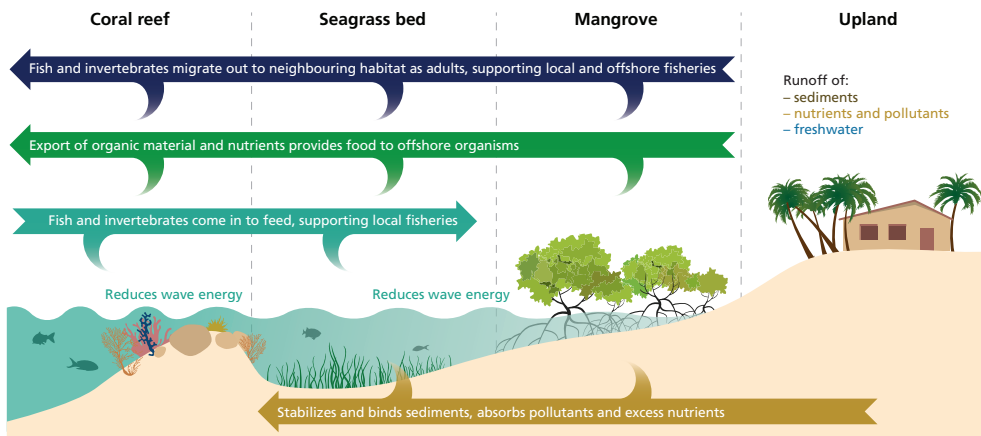 Coral reef
Seagrass bed
Mangrove
Upland
Fish and invertebrates migrate out to neighbouring habitat as adults, supporting local and offshore fisheries
Runoff of:
– sediments
– nutrients and pollutants
– freshwater
Export of organic material and nutrients provides food to offshore organisms
Fish and invertebrates come in to feed, supporting local fisheries
Reduces wave energy
Reduces wave energy
Stabilizes and binds sediments, absorbs pollutants and excess nutrients